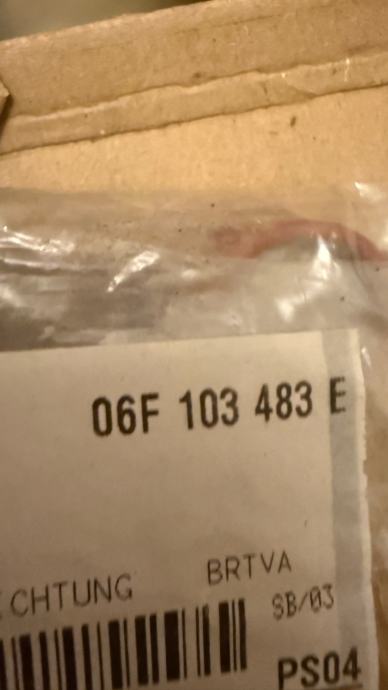 06F 103 483 E
CHTUNG BRTVA
SB/03
PS04